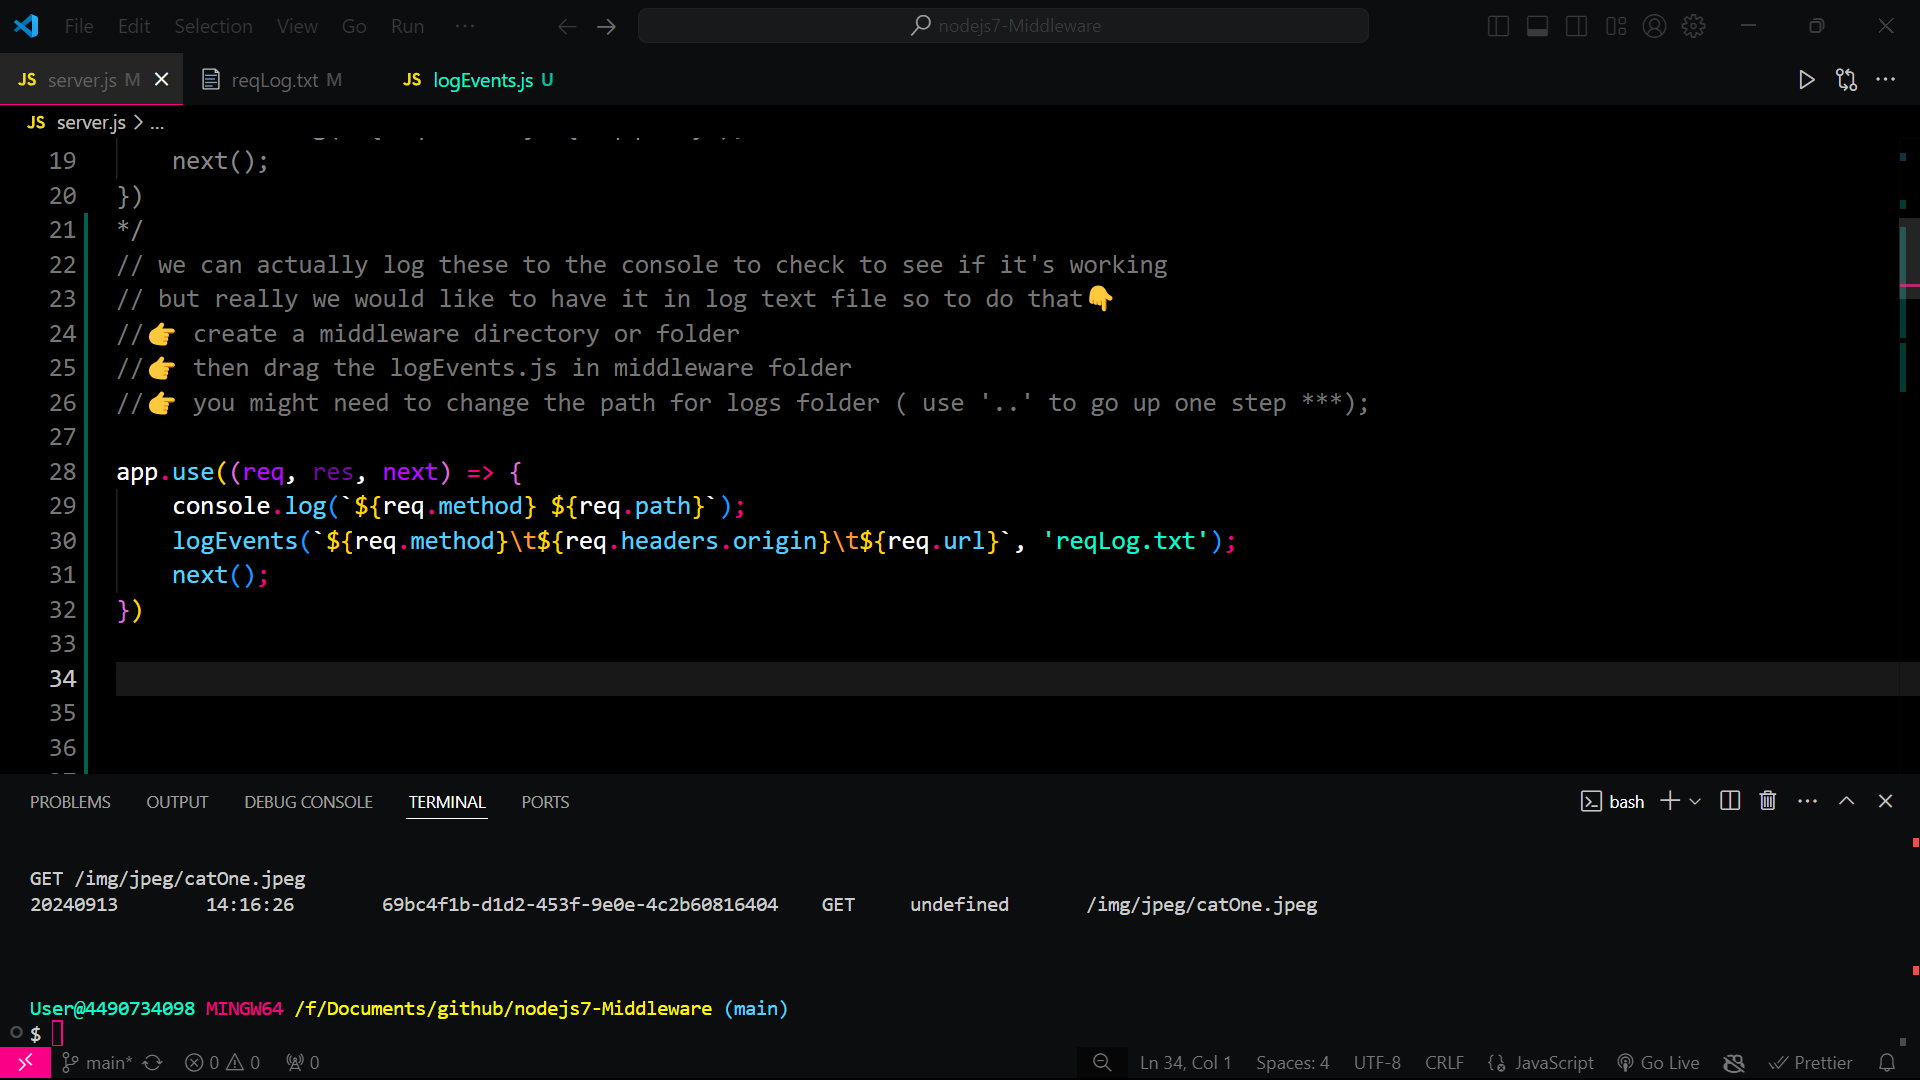 File Edit Selection View Go Run ··· nodejs7-Middleware
JS server.js M reqLog.txt M JS logEvents.js U
JS server.js > ...
19 next();
20 })
21 */
22 // we can actually log these to the console to check to see if it's working
23 // but really we would like to have it in log text file so to do that👇
24 //👉 create a middleware directory or folder
25 //👉 then drag the logEvents.js in middleware folder
26 //👉 you might need to change the path for logs folder ( use '..' to go up one step ***);
27
28 app.use((req, res, next) => {
29 console.log(`${req.method} ${req.path}`);
30 logEvents(`${req.method}\t${req.headers.origin}\t${req.url}`, 'reqLog.txt');
31 next();
32 })
33
34
35
36
PROBLEMS OUTPUT DEBUG CONSOLE TERMINAL PORTS bash
GET /img/jpeg/catOne.jpeg
20240913 14:16:26 69bc4f1b-d1d2-453f-9e0e-4c2b60816404 GET undefined /img/jpeg/catOne.jpeg
User@4490734098 MINGW64 /f/Documents/github/nodejs7-Middleware (main)
$
main* 0 0 0 Ln 34, Col 1 Spaces: 4 UTF-8 CRLF JavaScript Go Live Prettier